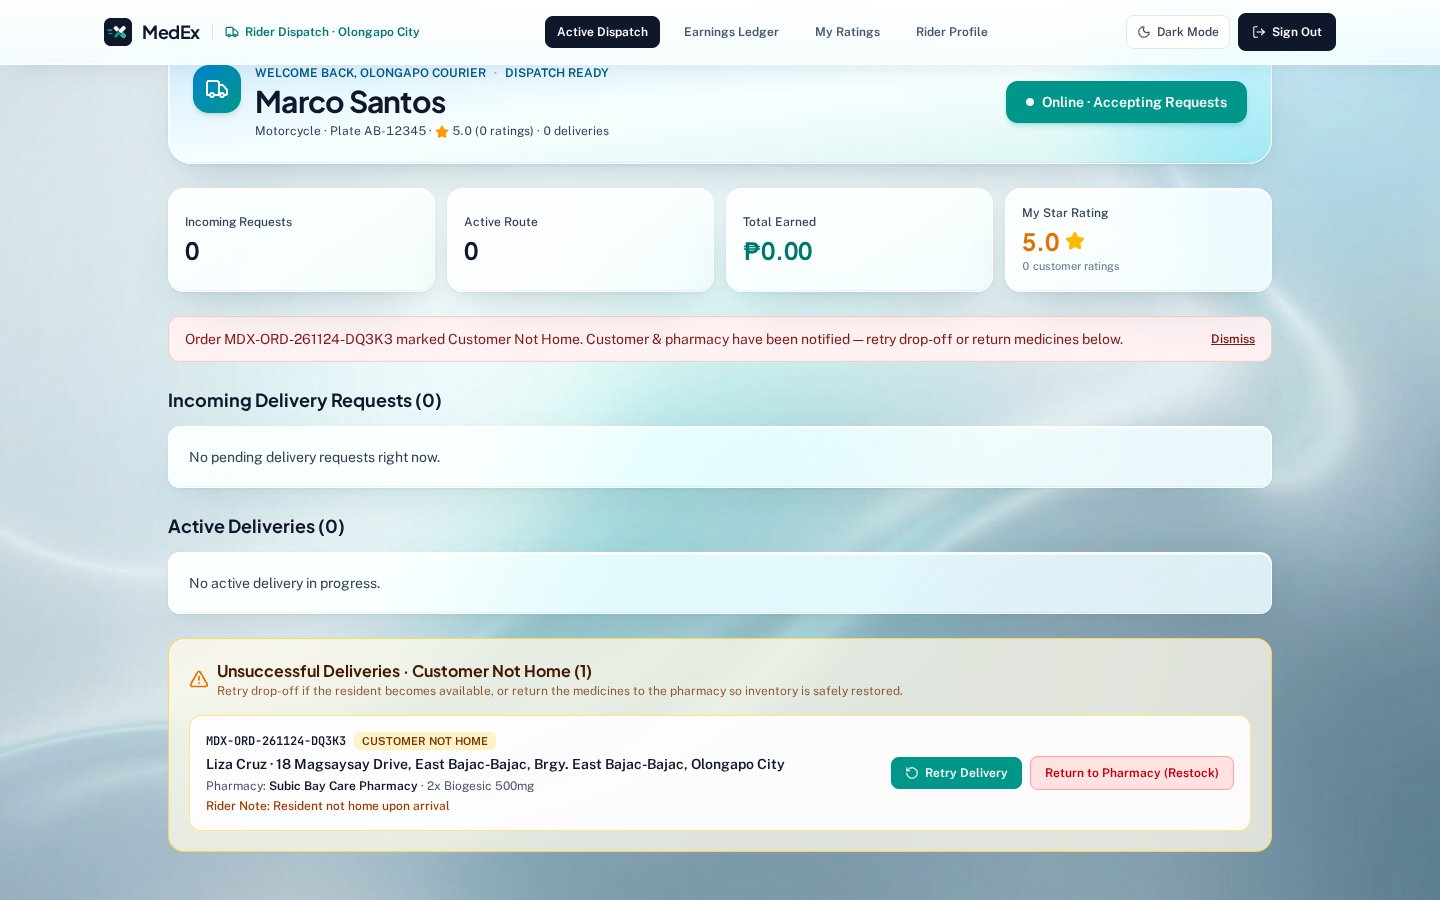 MedEx
Rider Dispatch · Olongapo City
Active Dispatch
Earnings Ledger
My Ratings
Rider Profile
Dark Mode
Sign Out
WELCOME BACK, OLONGAPO COURIER · DISPATCH READY
Marco Santos
Motorcycle · Plate AB-12345 · ⭐ 5.0 (0 ratings) · 0 deliveries
Online · Accepting Requests
Incoming Requests
0
Active Route
0
Total Earned
₱0.00
My Star Rating
5.0
0 customer ratings
Order MDX-ORD-261124-DQ3K3 marked Customer Not Home. Customer & pharmacy have been notified — retry drop-off or return medicines below.
Dismiss
Incoming Delivery Requests (0)
No pending delivery requests right now.
Active Deliveries (0)
No active delivery in progress.
Unsuccessful Deliveries · Customer Not Home (1)
Retry drop-off if the resident becomes available, or return the medicines to the pharmacy so inventory is safely restored.
MDX-ORD-261124-DQ3K3 CUSTOMER NOT HOME
Liza Cruz · 18 Magsaysay Drive, East Bajac-Bajac, Brgy. East Bajac-Bajac, Olongapo City
Pharmacy: Subic Bay Care Pharmacy · 2x Biogesic 500mg
Rider Note: Resident not home upon arrival
Retry Delivery
Return to Pharmacy (Restock)